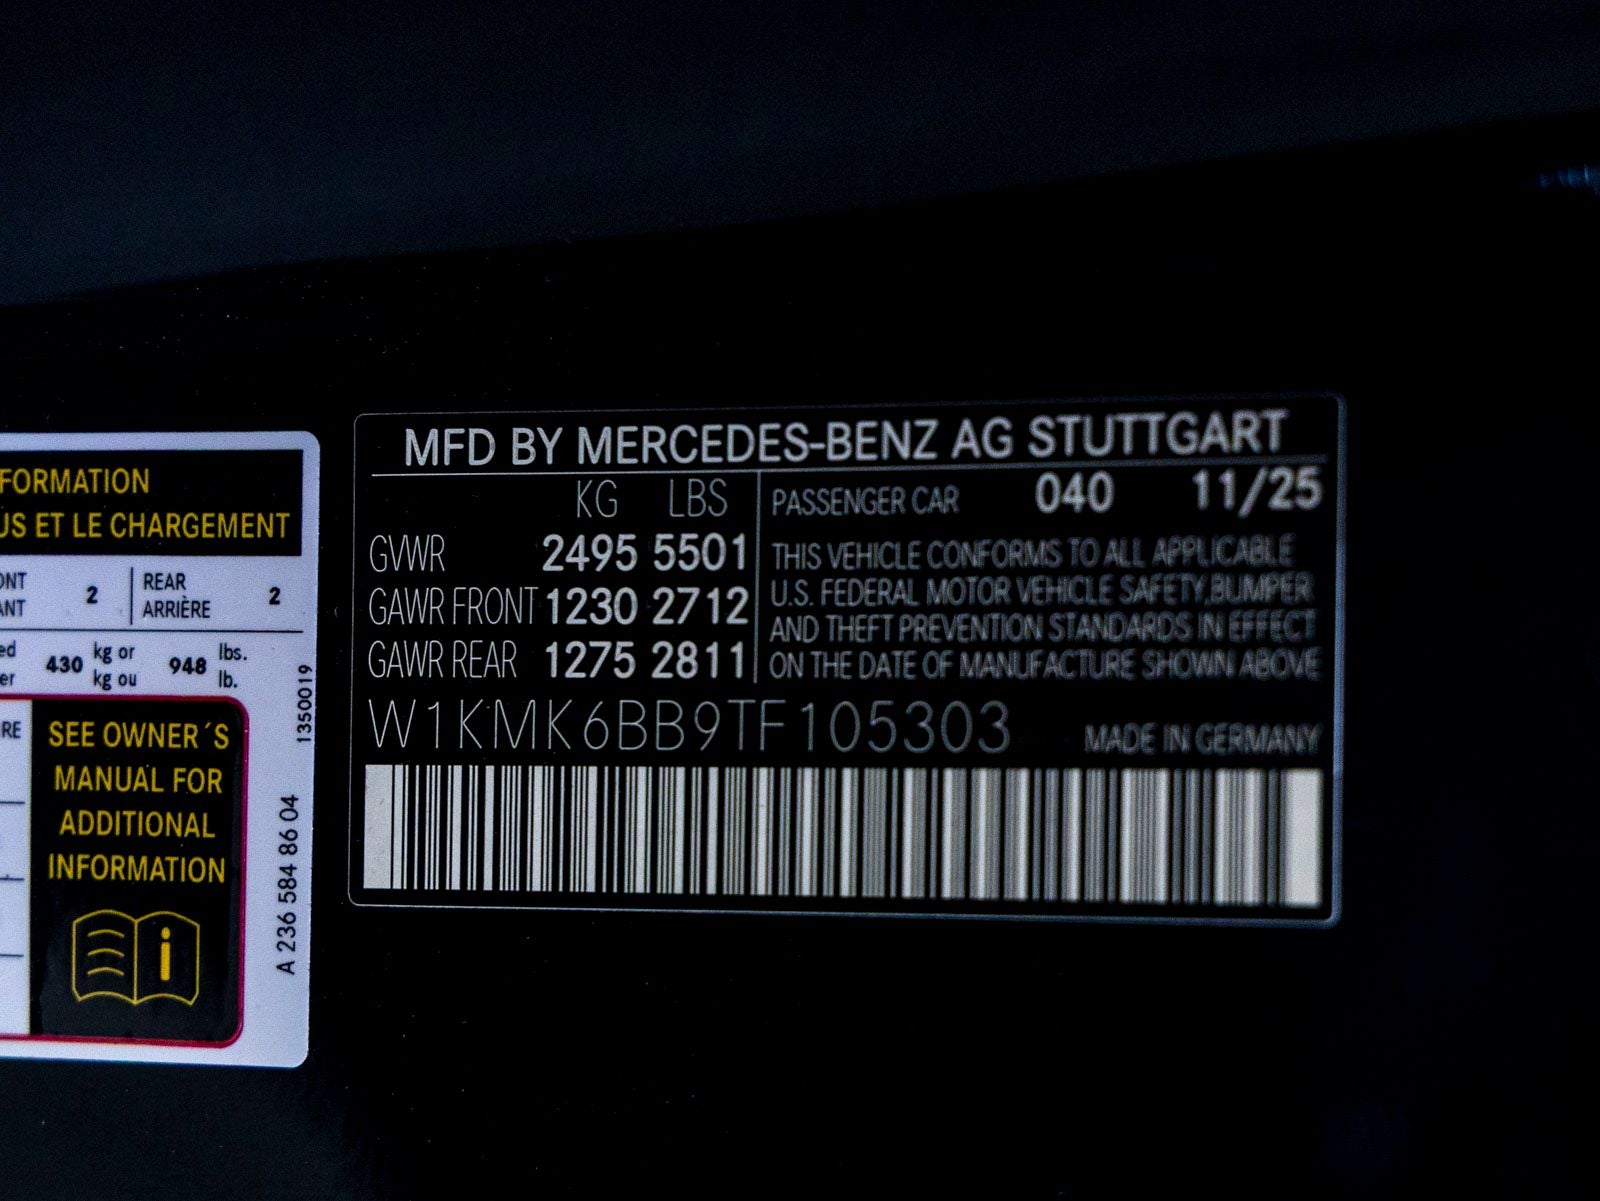 FORMATION
US ET LE CHARGEMENT
ONT
ANT
2
REAR
ARRIÈRE
2
ed
er
430
kg or
kg ou
948
lbs.
lb.
RE
SEE OWNER´S
MANUAL FOR
ADDITIONAL
INFORMATION
i
1350019
A 236 584 86 04
MFD BY MERCEDES-BENZ AG STUTTGART
KG LBS
GVWR 2495 5501
GAWR FRONT 1230 2712
GAWR REAR 1275 2811
PASSENGER CAR 040 11/25
THIS VEHICLE CONFORMS TO ALL APPLICABLE
U.S. FEDERAL MOTOR VEHICLE SAFETY,BUMPER
AND THEFT PREVENTION STANDARDS IN EFFECT
ON THE DATE OF MANUFACTURE SHOWN ABOVE
W1KMK6BB9TF105303
MADE IN GERMANY